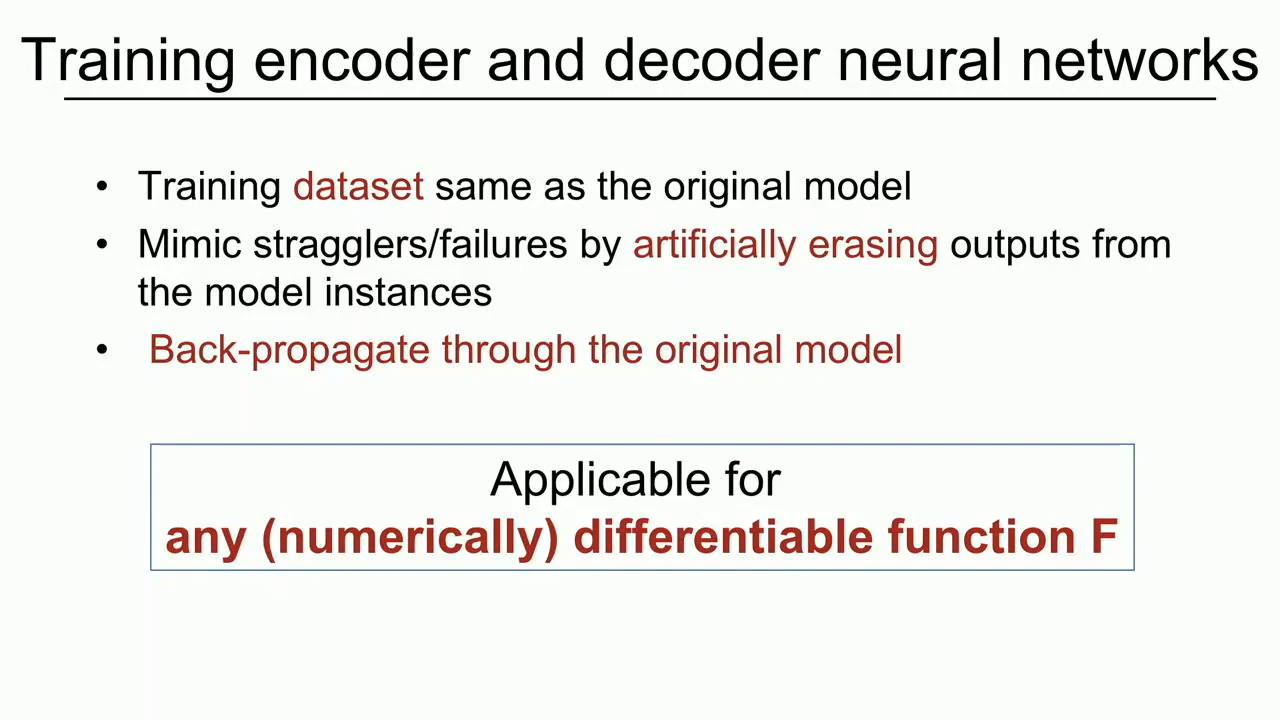 Training encoder and decoder neural networks
• Training dataset same as the original model
• Mimic stragglers/failures by artificially erasing outputs from
the model instances
• Back-propagate through the original model
Applicable for
any (numerically) differentiable function F